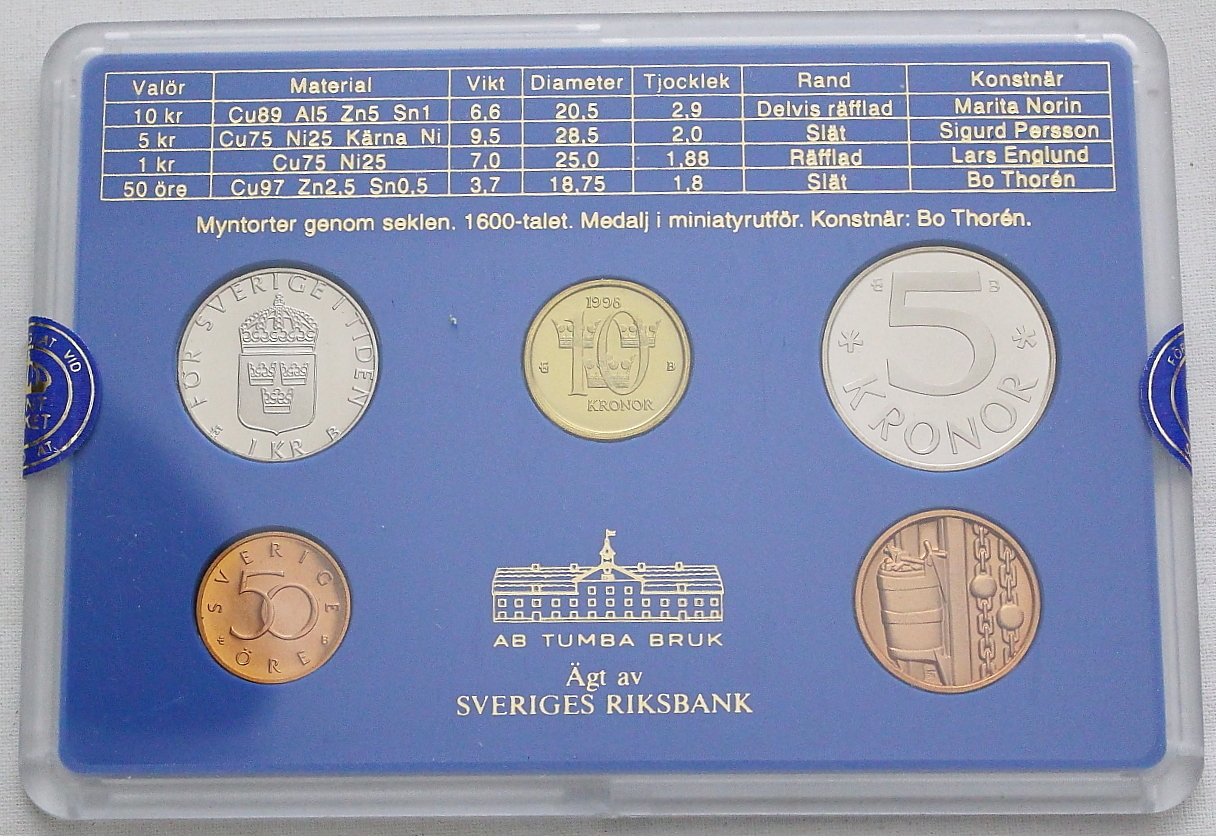 Valör Material Vikt Diameter Tjocklek Rand Konstnär
10 kr Cu89 Al5 Zn5 Sn1 6,6 20,5 2,9 Delvis räfflad Marita Norin
5 kr Cu75 Ni25 Kärna Ni 9,5 28,5 2,0 Slät Sigurd Persson
1 kr Cu75 Ni25 7,0 25,0 1,88 Räfflad Lars Englund
50 öre Cu97 Zn2,5 Sn0,5 3,7 18,75 1,8 Slät Bo Thorén
Myntorter genom seklen. 1600-talet. Medalj i miniatyrutför. Konstnär: Bo Thorén.
FÖR SVERIGE I TIDEN
1 KR B
1996
10
KRONOR
B
5
B
KRONOR
AT VID
AT.
FÖR
SVERIGE
50
ÖRE
B
AB TUMBA BRUK
Ägt av
SVERIGES RIKSBANK